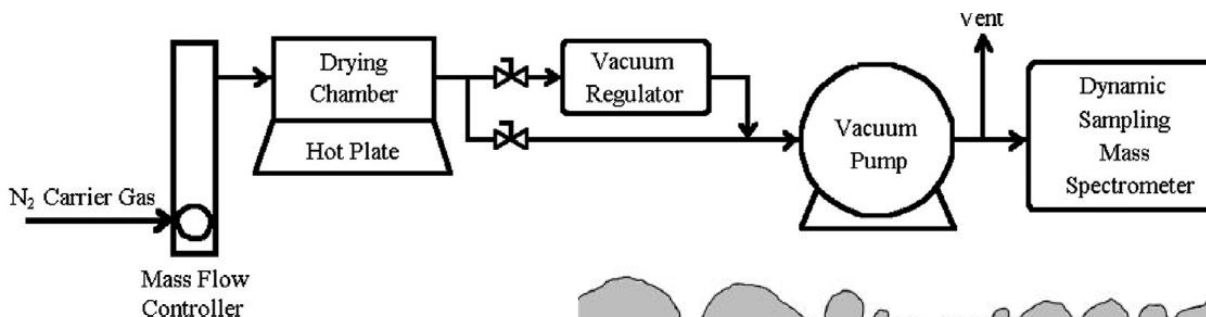 Vent
Drying
Chamber
Vacuum
Regulator
Dynamic
Sampling
Mass
Spectrometer
Vacuum
Pump
Hot Plate
N₂ Carrier Gas
Mass Flow
Controller